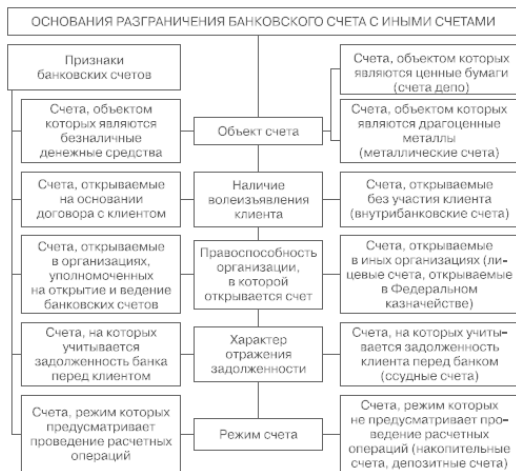 ОСНОВАНИЯ РАЗГРАНИЧЕНИЯ БАНКОВСКОГО СЧЕТА С ИНЫМИ СЧЕТАМИ
Признаки
банковских счетов
Счета, объектом которых
являются ценные бумаги
(счета депо)
Счета, объектом
которых являются
безналичные
денежные средства
Объект счета
Счета, объектом которых
являются драгоценные
металлы
(металлические счета)
Счета, открываемые
на основании
договора с клиентом
Наличие
волеизъявления
клиента
Счета, открываемые
без участия клиента
(внутрибанковские счета)
Счета, открываемые
в организациях,
уполномоченных
на открытие и ведение
банковских счетов
Правоспособность
организации,
в которой
открывается счет
Счета, открываемые
в иных организациях (ли-
цевые счета, открываемые
в Федеральном
казначействе)
Счета, на которых
учитывается
задолженность банка
перед клиентом
Характер
отражения
задолженности
Счета, на которых учиты-
вается задолженность
клиента перед банком
(ссудные счета)
Счета, режим которых
предусматривает
проведение расчетных
операций
Режим счета
Счета, режим которых
не предусматривает про-
ведение расчетных
операций (накопительные
счета, депозитные счета)